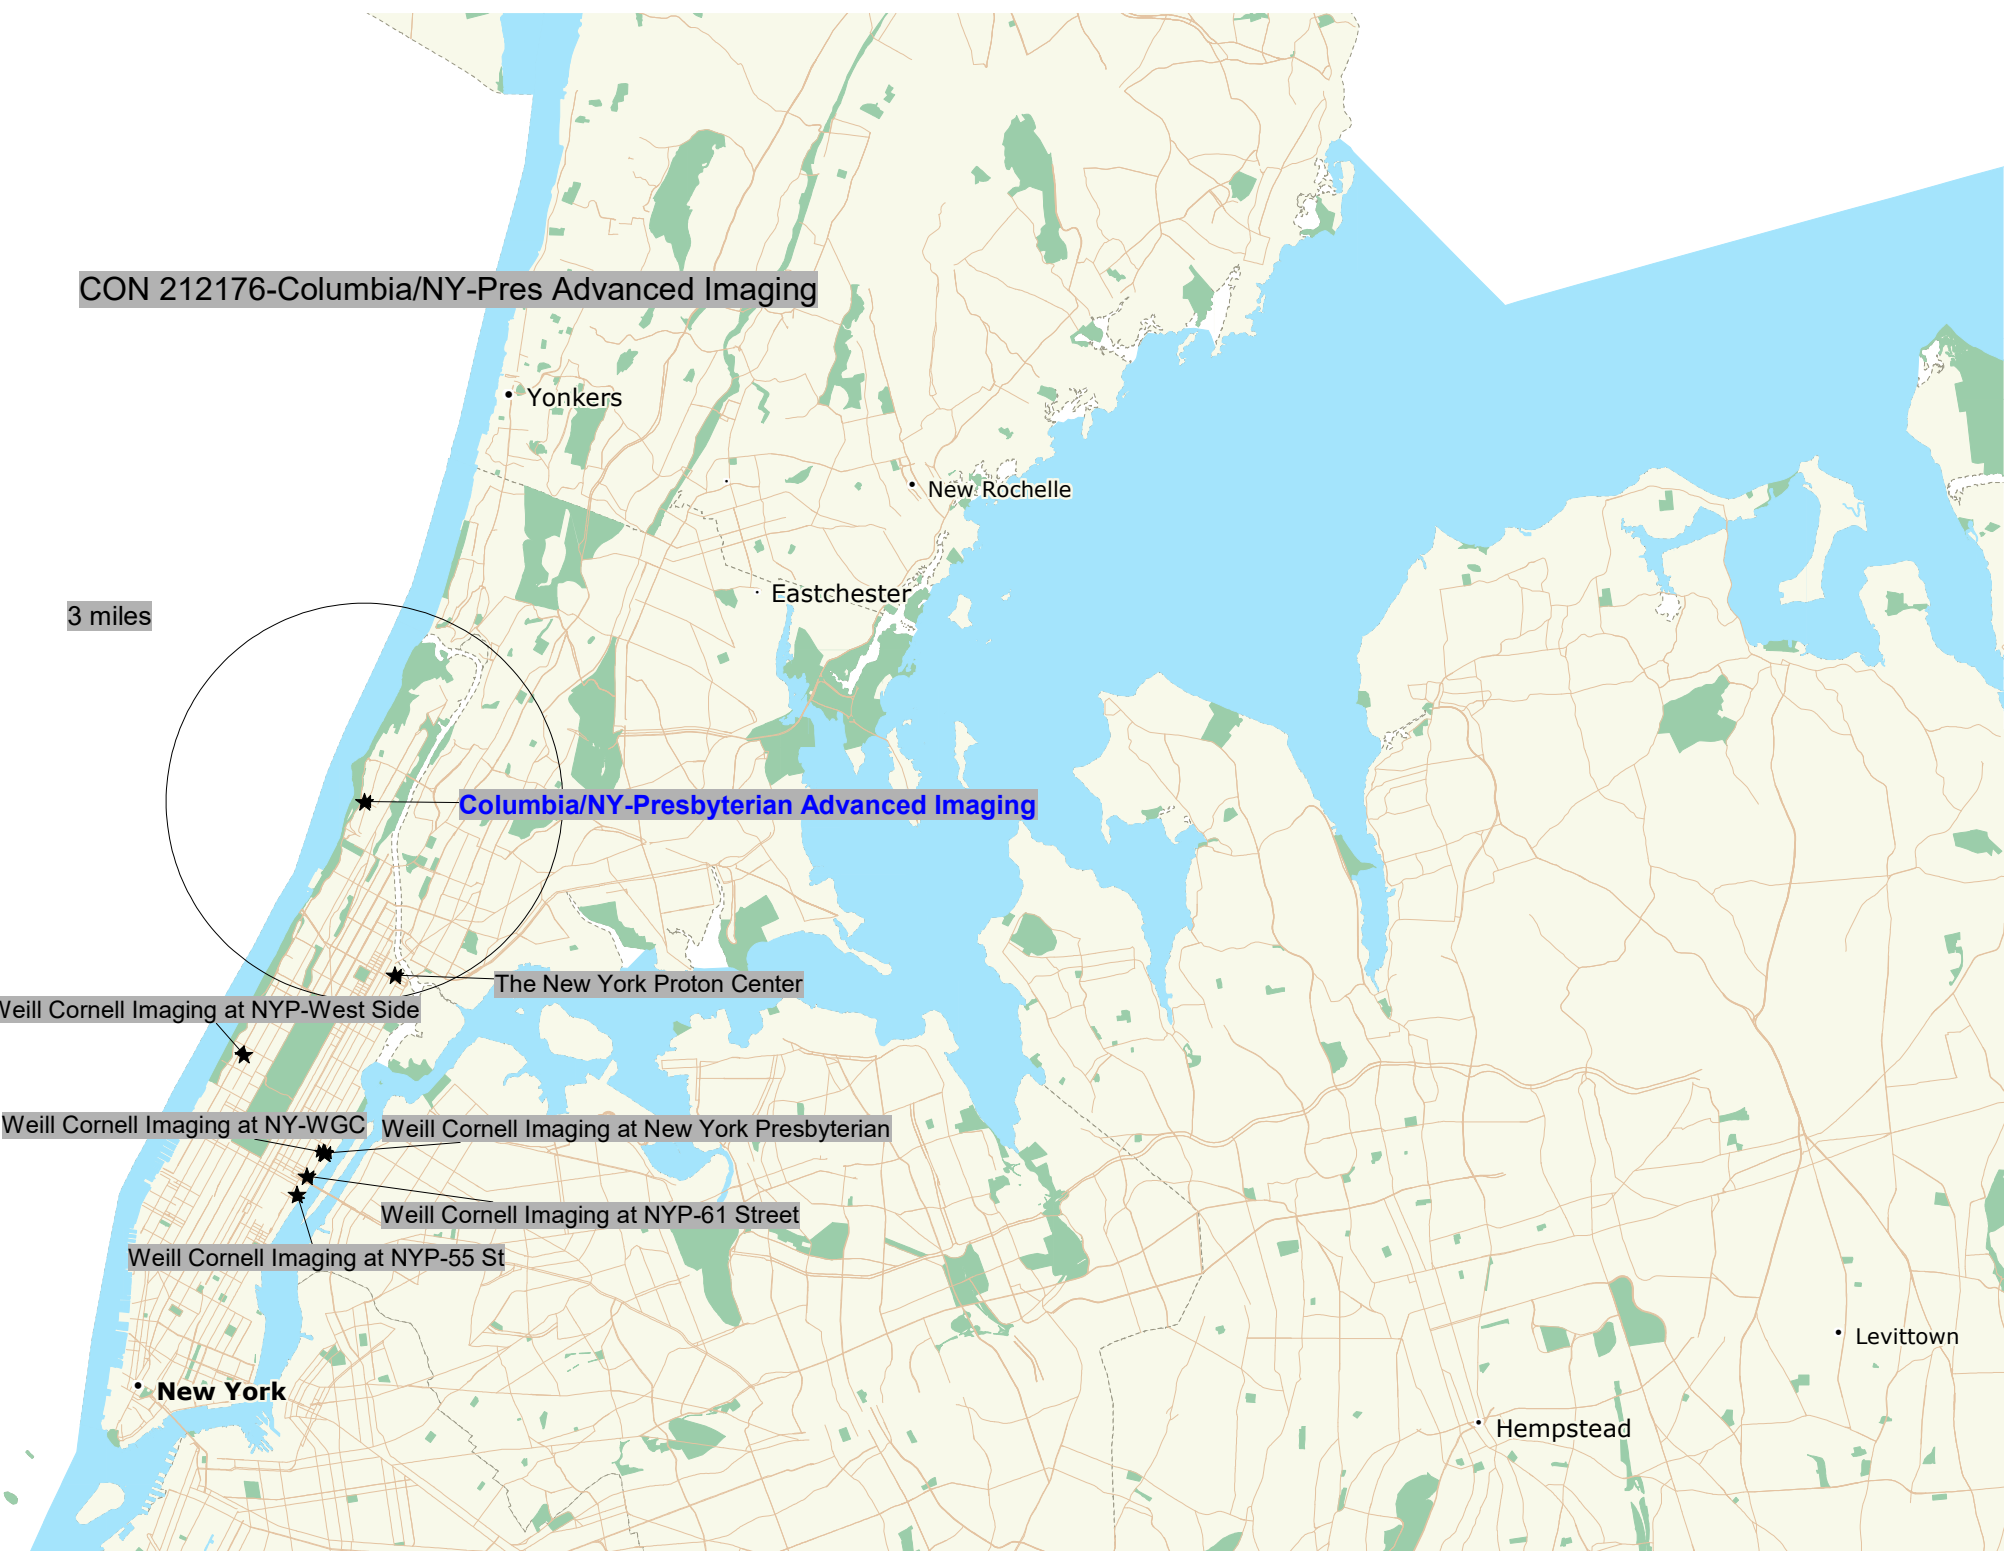 CON 212176-Columbia/NY-Pres Advanced Imaging
Yonkers
New Rochelle
Eastchester
3 miles
Columbia/NY-Presbyterian Advanced Imaging
The New York Proton Center
Weill Cornell Imaging at NYP-West Side
Weill Cornell Imaging at NY-WGC
Weill Cornell Imaging at New York Presbyterian
Weill Cornell Imaging at NYP-61 Street
Weill Cornell Imaging at NYP-55 St
Levittown
New York
Hempstead